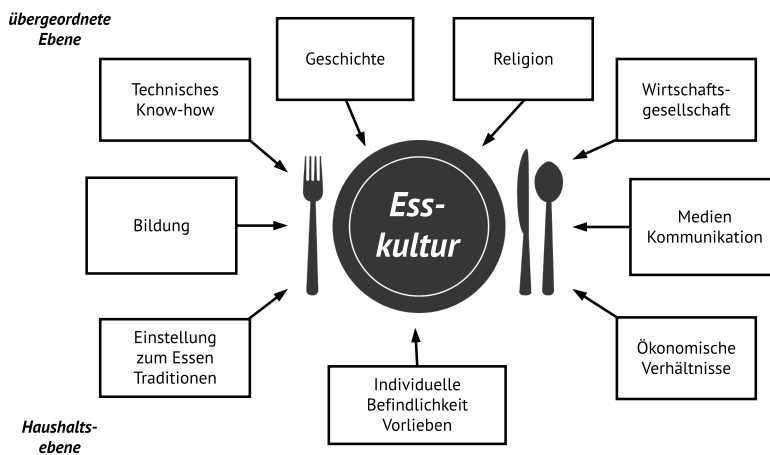 übergeordnete
Ebene
Geschichte
Religion
Technisches
Know-how
Wirtschafts-
gesellschaft
Bildung
Ess-
kultur
Medien
Kommunikation
Einstellung
zum Essen
Traditionen
Individuelle
Befindlichkeit
Vorlieben
Ökonomische
Verhältnisse
Haushalts-
ebene